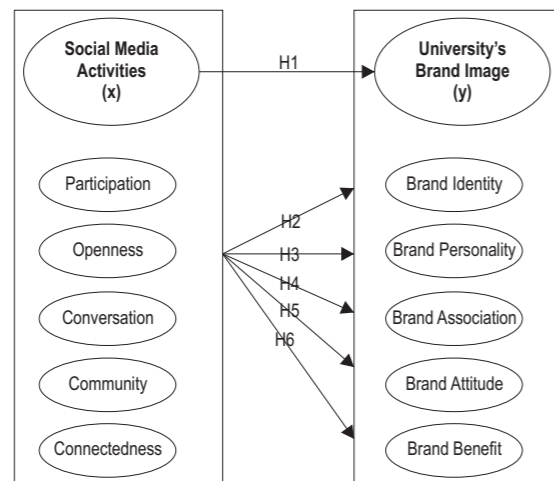 Social Media
Activities
(x)
H1
University's
Brand Image
(y)
Participation
Openness
Conversation
Community
Connectedness
H2
H3
H4
H5
H6
Brand Identity
Brand Personality
Brand Association
Brand Attitude
Brand Benefit